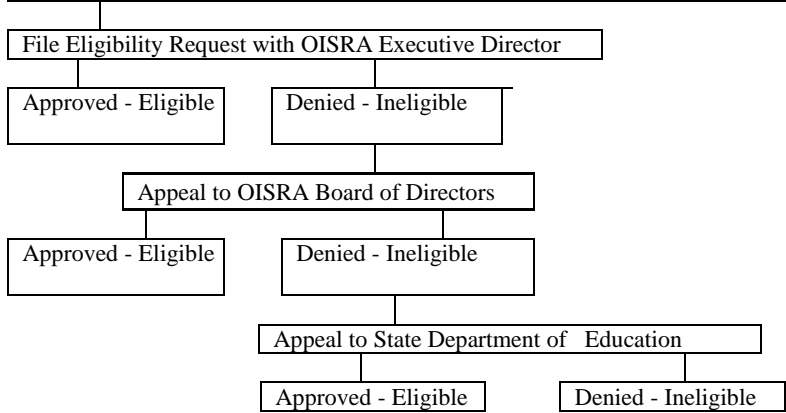 File Eligibility Request with OISRA Executive Director
Approved - Eligible
Denied - Ineligible
Appeal to OISRA Board of Directors
Approved - Eligible
Denied - Ineligible
Appeal to State Department of Education
Approved - Eligible
Denied - Ineligible